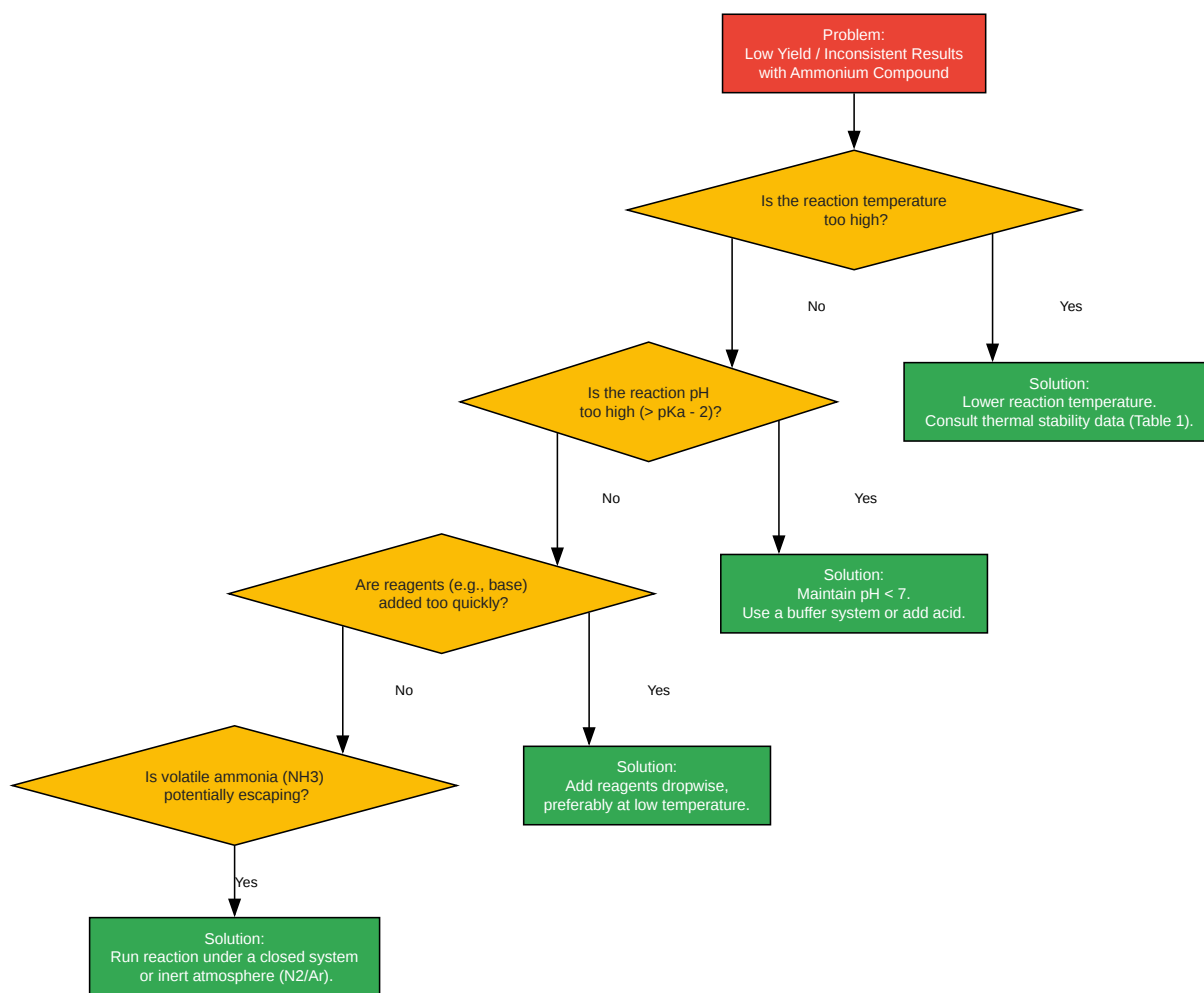 Problem:
Low Yield / Inconsistent Results
with Ammonium Compound
Is the reaction temperature
too high?
No
Yes
Is the reaction pH
too high (> pKa - 2)?
Solution:
Lower reaction temperature.
Consult thermal stability data (Table 1).
No
Yes
Are reagents (e.g., base)
added too quickly?
Solution:
Maintain pH < 7.
Use a buffer system or add acid.
No
Yes
Is volatile ammonia (NH3)
potentially escaping?
Solution:
Add reagents dropwise,
preferably at low temperature.
Yes
Solution:
Run reaction under a closed system
or inert atmosphere (N2/Ar).